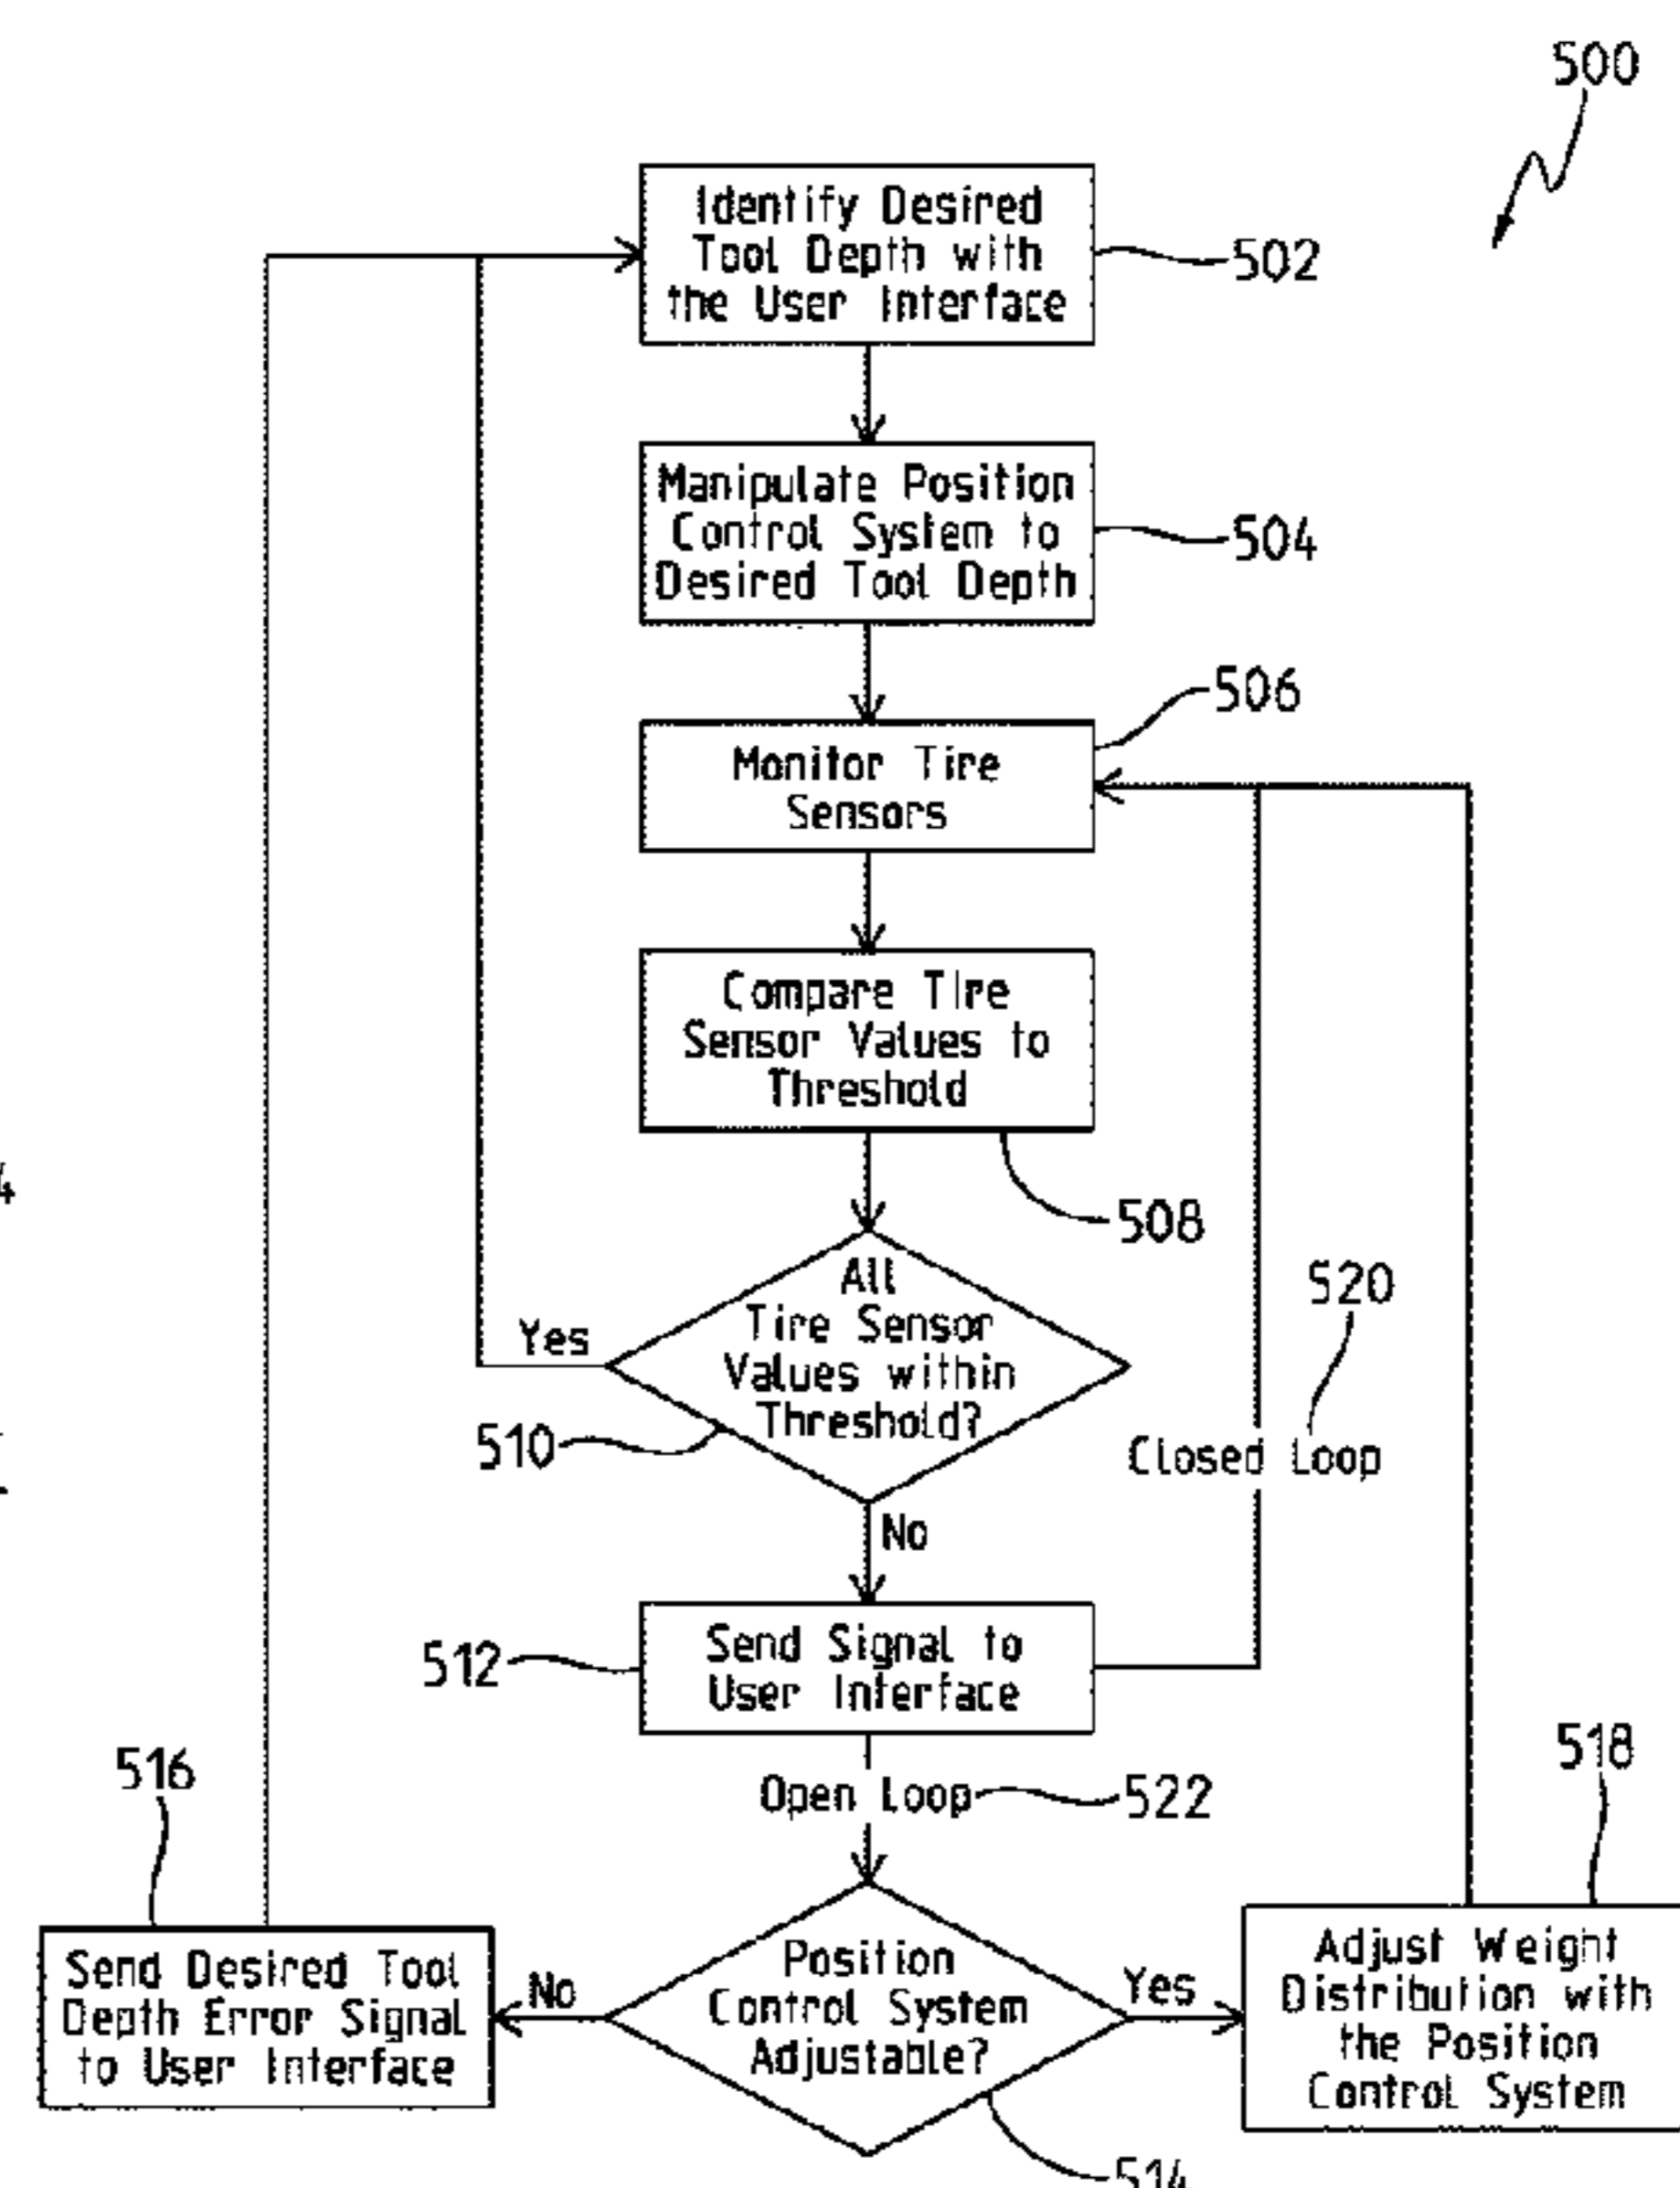 500
Identify Desired
Tool Depth with
the User Interface
502
Manipulate Position
Control System to
Desired Tool Depth
504
506
Monitor Tire
Sensors
Compare Tire
Sensor Values to
Threshold
508
4
All
Tire Sensor
Values within
Threshold?
Yes
510
520
Closed Loop
No
512
Send Signal to
User Interface
Open Loop
522
516
518
Send Desired Tool
Depth Error Signal
to User Interface
No
Position
Control System
Adjustable?
Yes
Adjust Weight
Distribution with
the Position
Control System
514